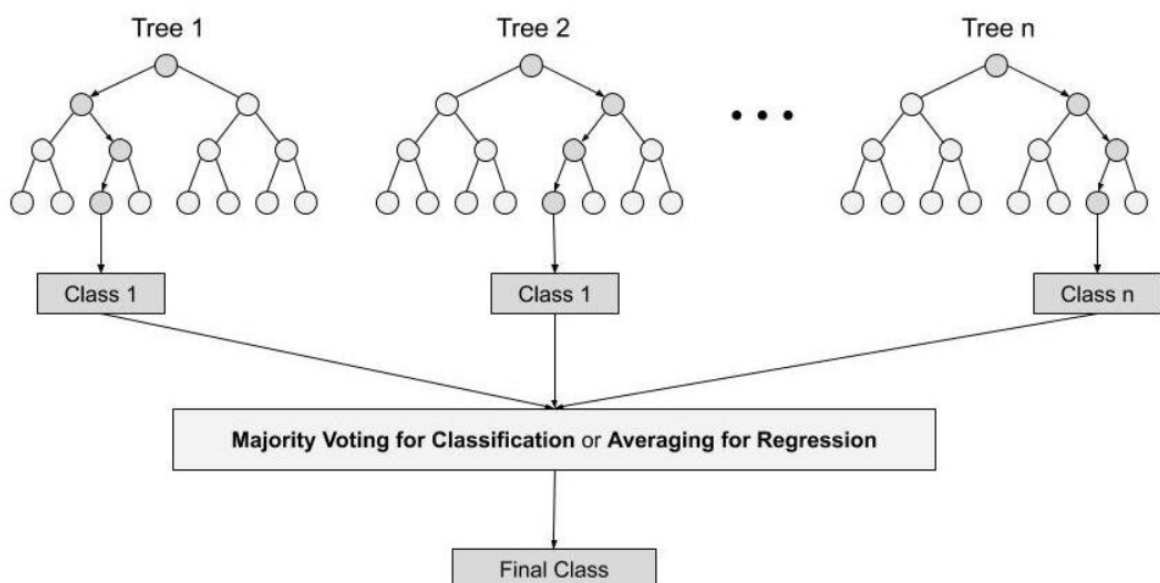 Tree 1
Tree 2
Tree n
Class 1
Class 1
Class n
Majority Voting for Classification or Averaging for Regression
Final Class